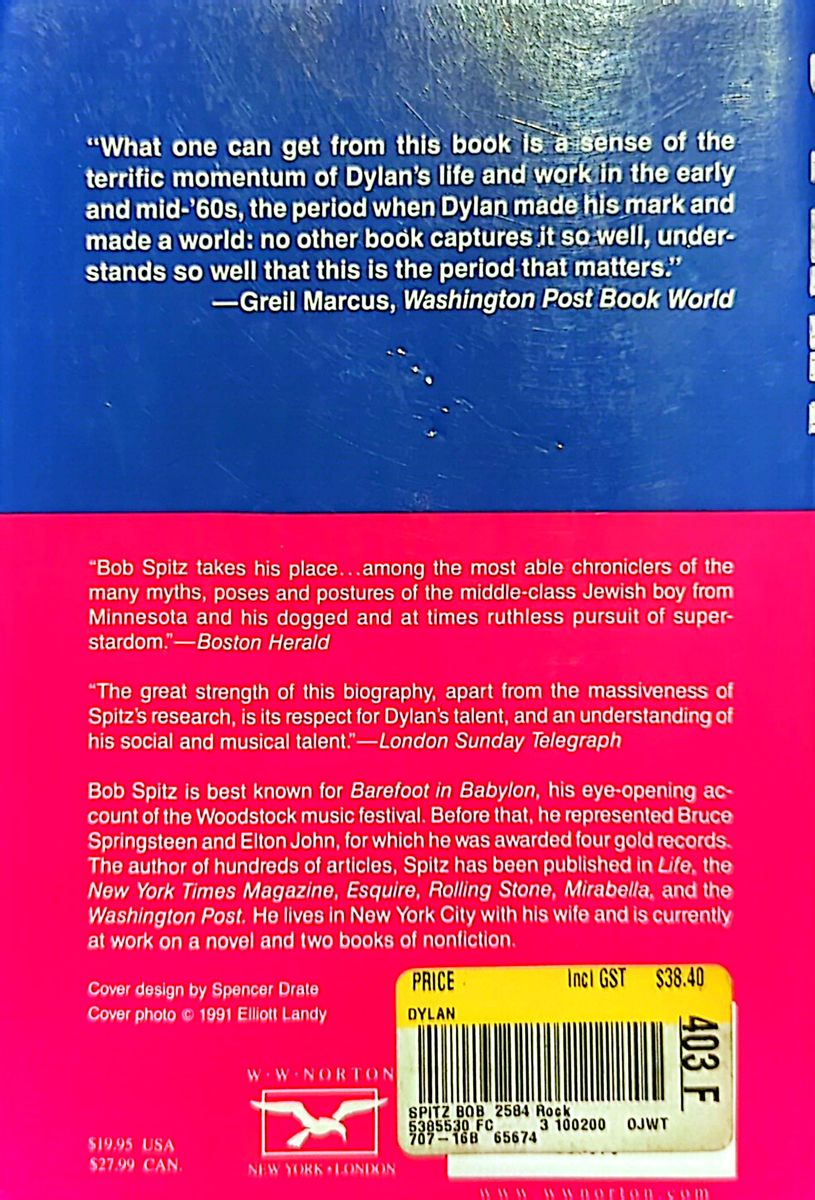 “What one can get from this book is a sense of the
terrific momentum of Dylan’s life and work in the early
and mid-’60s, the period when Dylan made his mark and
made a world: no other book captures it so well, under-
stands so well that this is the period that matters.”
—Greil Marcus, Washington Post Book World
“Bob Spitz takes his place...among the most able chroniclers of the
many myths, poses and postures of the middle-class Jewish boy from
Minnesota and his dogged and at times ruthless pursuit of super-
stardom.”—Boston Herald
“The great strength of this biography, apart from the massiveness of
Spitz’s research, is its respect for Dylan’s talent, and an understanding of
his social and musical talent.”—London Sunday Telegraph
Bob Spitz is best known for Barefoot in Babylon, his eye-opening ac-
count of the Woodstock music festival. Before that, he represented Bruce
Springsteen and Elton John, for which he was awarded four gold records.
The author of hundreds of articles, Spitz has been published in Life, the
New York Times Magazine, Esquire, Rolling Stone, Mirabella, and the
Washington Post. He lives in New York City with his wife and is currently
at work on a novel and two books of nonfiction.
Cover design by Spencer Drate
Cover photo © 1991 Elliott Landy
PRICE Incl GST $38.40
DYLAN
403 F
SPITZ BOB 2584 Rock
5385530 FC 3 100200 OJWT
707-16B 65674
W·W·NORTON
NEW YORK•LONDON
$19.95 USA
$27.99 CAN.
www.wwnorton.com